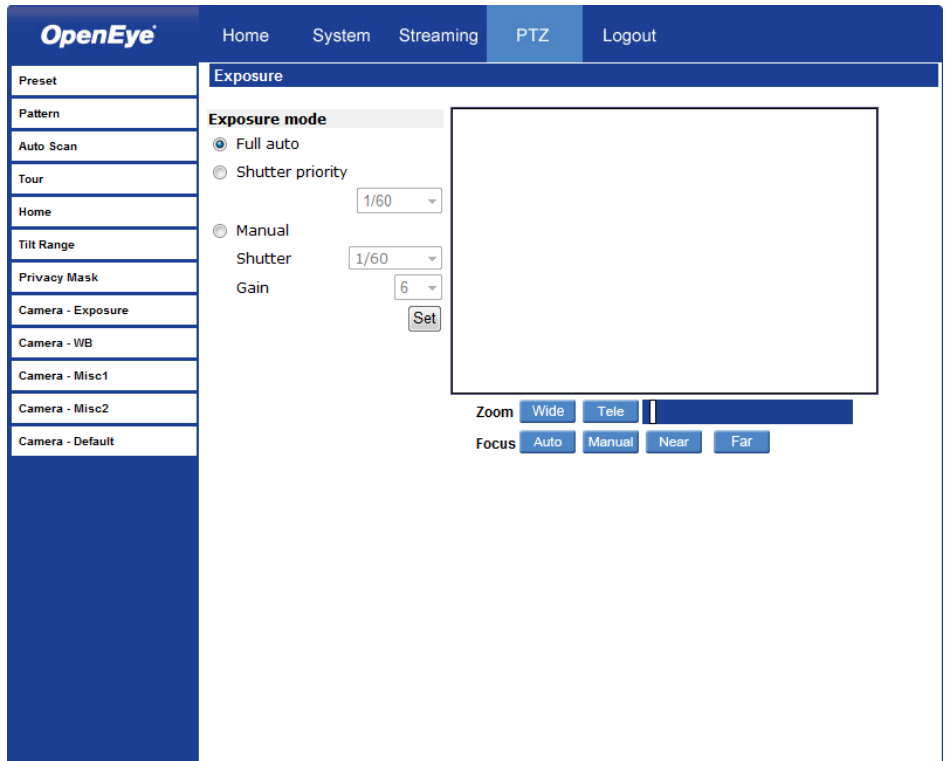 OpenEye
Home System Streaming PTZ Logout
Preset
Pattern
Auto Scan
Tour
Home
Tilt Range
Privacy Mask
Camera - Exposure
Camera - WB
Camera - Misc1
Camera - Misc2
Camera - Default
Exposure
Exposure mode
Full auto
Shutter priority
1/60
Manual
Shutter 1/60
Gain 6
Set
Zoom Wide Tele
Focus Auto Manual Near Far